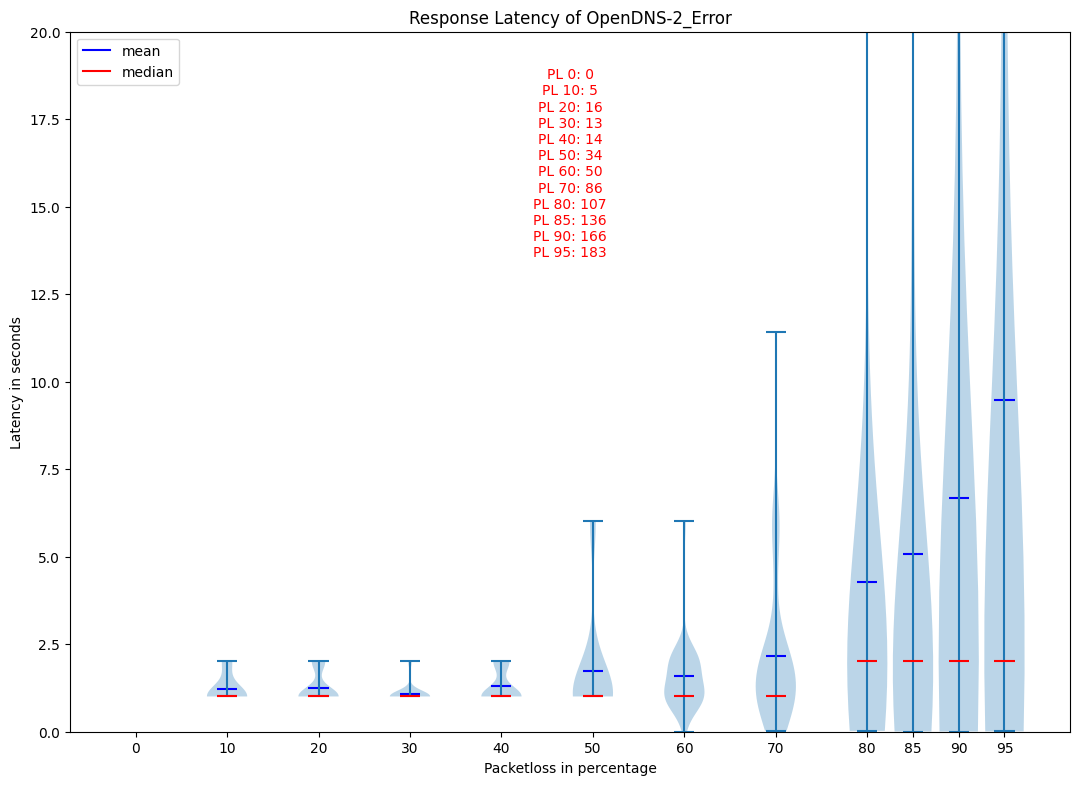 Response Latency of OpenDNS-2_Error
mean
median
PL 0: 0
PL 10: 5
PL 20: 16
PL 30: 13
PL 40: 14
PL 50: 34
PL 60: 50
PL 70: 86
PL 80: 107
PL 85: 136
PL 90: 166
PL 95: 183
Latency in seconds
20.0
17.5
15.0
12.5
10.0
7.5
5.0
2.5
0.0
0 10 20 30 40 50 60 70 80 85 90 95
Packetloss in percentage